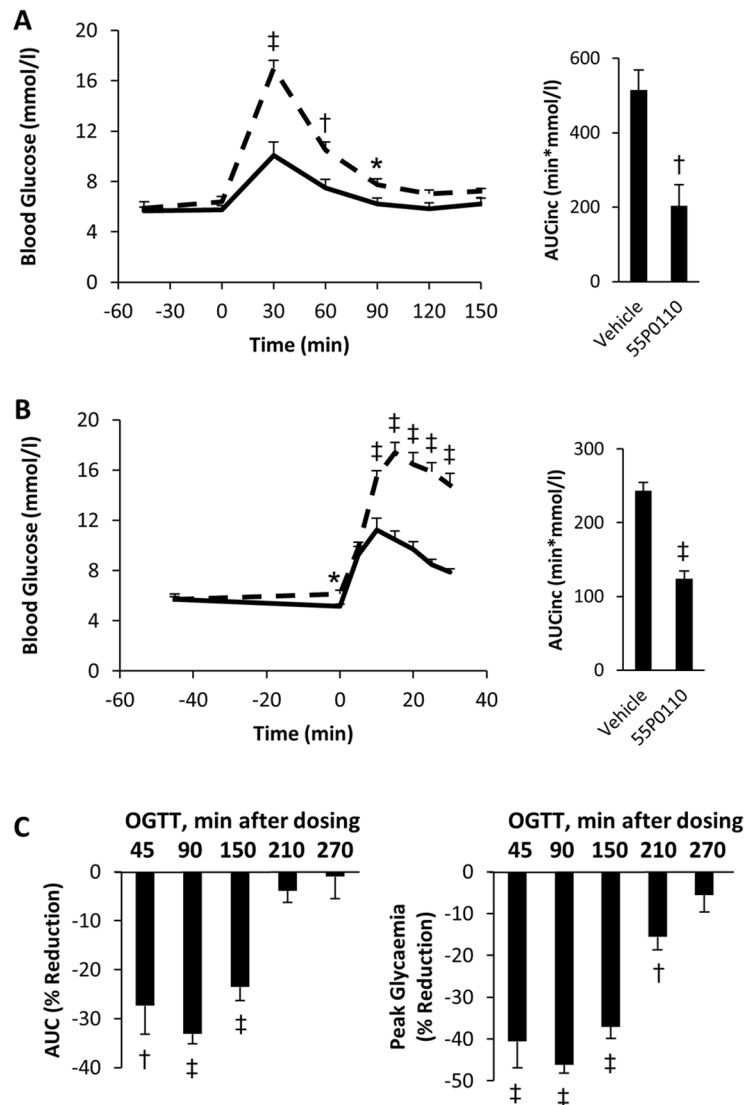 A
Blood Glucose (mmol/l)
20
16
12
8
4
0
-60 -30 0 30 60 90 120 150
Time (min)
‡
†
*
AUCinc (min*mmol/l)
600
400
200
0
†
Vehicle
55P0110
B
Blood Glucose (mmol/l)
20
16
12
8
4
0
-60 -40 -20 0 20 40
Time (min)
*
‡ ‡ ‡ ‡ ‡
AUCinc (min*mmol/l)
300
200
100
0
‡
Vehicle
55P0110
C
OGTT, min after dosing
45 90 150 210 270
AUC (% Reduction)
0
-10
-20
-30
-40
† ‡ ‡
OGTT, min after dosing
45 90 150 210 270
Peak Glycaemia
(% Reduction)
0
-10
-20
-30
-40
-50
‡ ‡ ‡ †